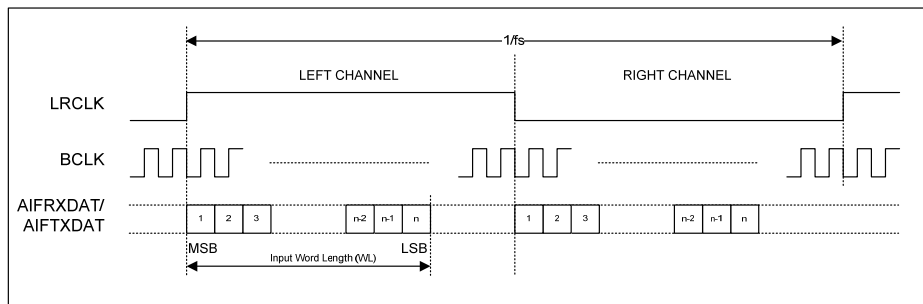 1/fs
LEFT CHANNEL RIGHT CHANNEL
LRCLK
BCLK
AIFRXDAT/
AIFTXDAT
1 2 3 n-2 n-1 n 1 2 3 n-2 n-1 n
MSB LSB
Input Word Length (WL)